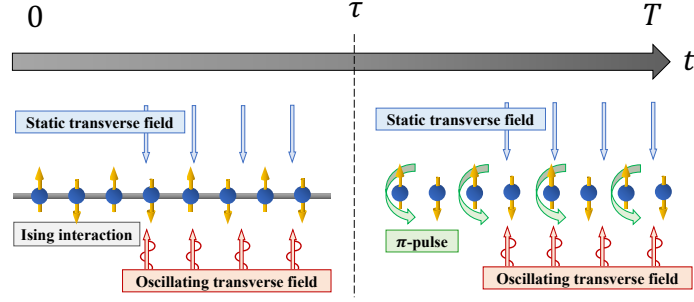 0
τ
T
t
Static transverse field
Static transverse field
Ising interaction
π-pulse
Oscillating transverse field
Oscillating transverse field